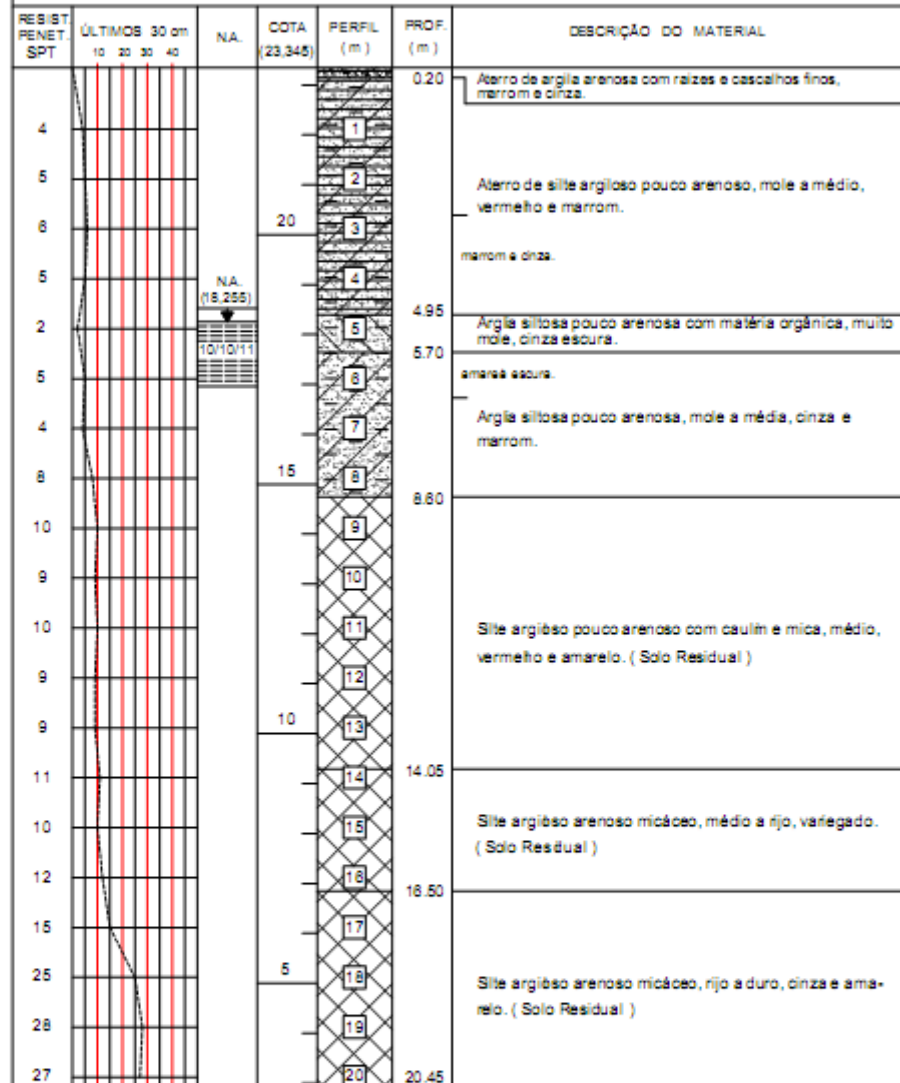 RESIST. PENET. SPT
ÚLTIMOS 30 cm
10 20 30 40
N.A.
COTA (23,345)
PERFIL (m)
PROF. (m)
DESCRIÇÃO DO MATERIAL
0.20 Aterro de argila arenosa com raizes e cascalhos finos,
marrom e cinza.
4 1
5 2
Aterro de silte argiloso pouco arenoso, mole a médio,
vermelho e marrom.
6 20 3
marrom e cinza.
5 4
N.A.
(18,255)
4.95
Argila siltosa pouco arenosa com matéria orgânica, muito
mole, cinza escura.
2 5
10/10/11
5.70
amarela escura.
5 6
Argila siltosa pouco arenosa, mole a média, cinza e
marrom.
4 7
8 15 8
8.60
10 9
9 10
10 11
Silte argiloso pouco arenoso com caulim e mica, médio,
vermelho e amarelo. ( Solo Residual )
9 12
9 10 13
14.05
11 14
10 15
Silte argiloso arenoso micáceo, médio a rijo, variegado.
( Solo Residual )
12 16
16.50
15 17
25 5 18
Silte argiloso arenoso micáceo, rijo a duro, cinza e ama-
relo. ( Solo Residual )
28 19
27 20 20.45